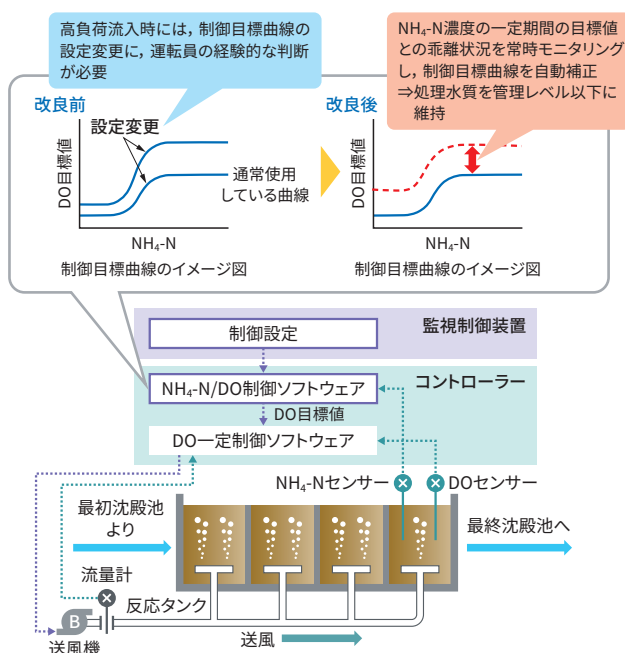 高負荷流入時には，制御目標曲線の
設定変更に，運転員の経験的な判断
が必要
NH₄-N濃度の一定期間の目標値
との乖離状況を常時モニタリング
し，制御目標曲線を自動補正
⇒処理水質を管理レベル以下に
維持
改良前
設定変更
DO目標値
通常使用
している曲線
NH₄-N
制御目標曲線のイメージ図
改良後
DO目標値
NH₄-N
制御目標曲線のイメージ図
監視制御装置
制御設定
コントローラー
NH₄-N/DO制御ソフトウェア
DO目標値
DO一定制御ソフトウェア
NH₄-Nセンサー
DOセンサー
最初沈殿池
より
最終沈殿池へ
流量計
反応タンク
B
送風機
送風